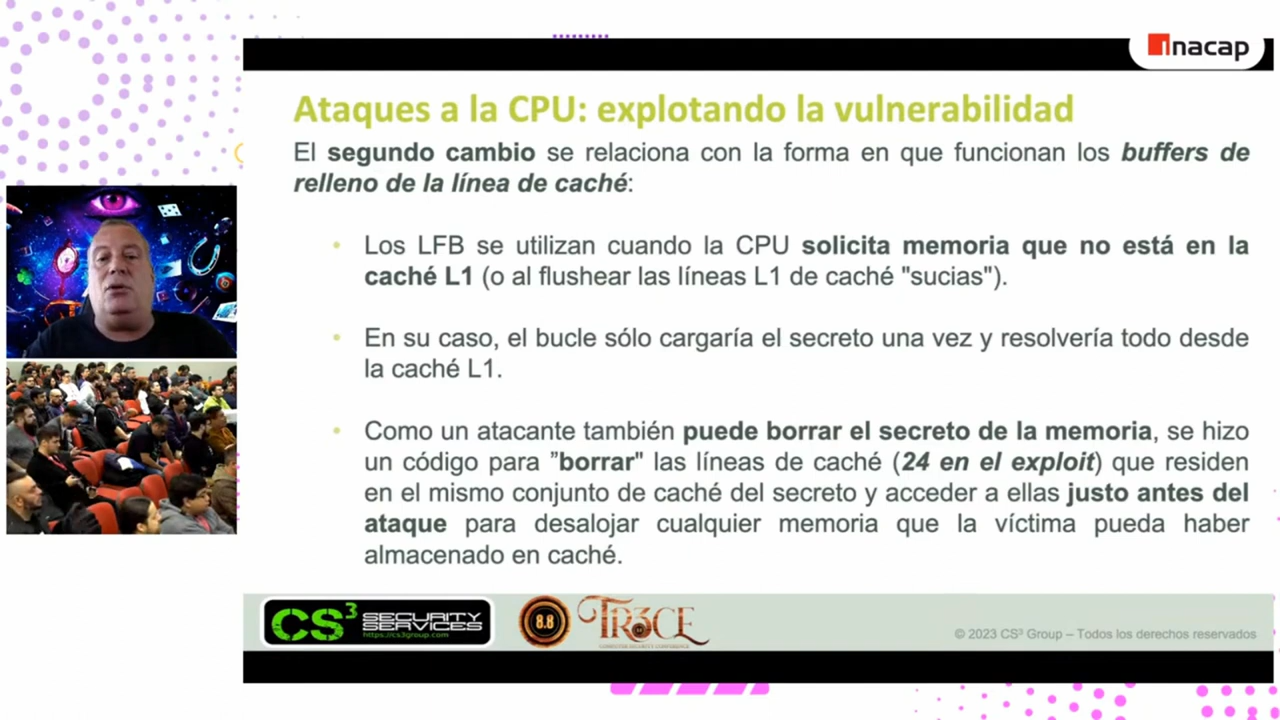 ınacap
Ataques a la CPU: explotando la vulnerabilidad
El segundo cambio se relaciona con la forma en que funcionan los buffers de
relleno de la línea de caché:
• Los LFB se utilizan cuando la CPU solicita memoria que no está en la
caché L1 (o al flushear las líneas L1 de caché "sucias").
• En su caso, el bucle sólo cargaría el secreto una vez y resolvería todo desde
la caché L1.
• Como un atacante también puede borrar el secreto de la memoria, se hizo
un código para ”borrar" las líneas de caché (24 en el exploit) que residen
en el mismo conjunto de caché del secreto y acceder a ellas justo antes del
ataque para desalojar cualquier memoria que la víctima pueda haber
almacenado en caché.
CS³ SECURITY
SERVICES
https://cs3group.com
8.8
TR3CE
© 2023 CS³ Group – Todos los derechos reservados